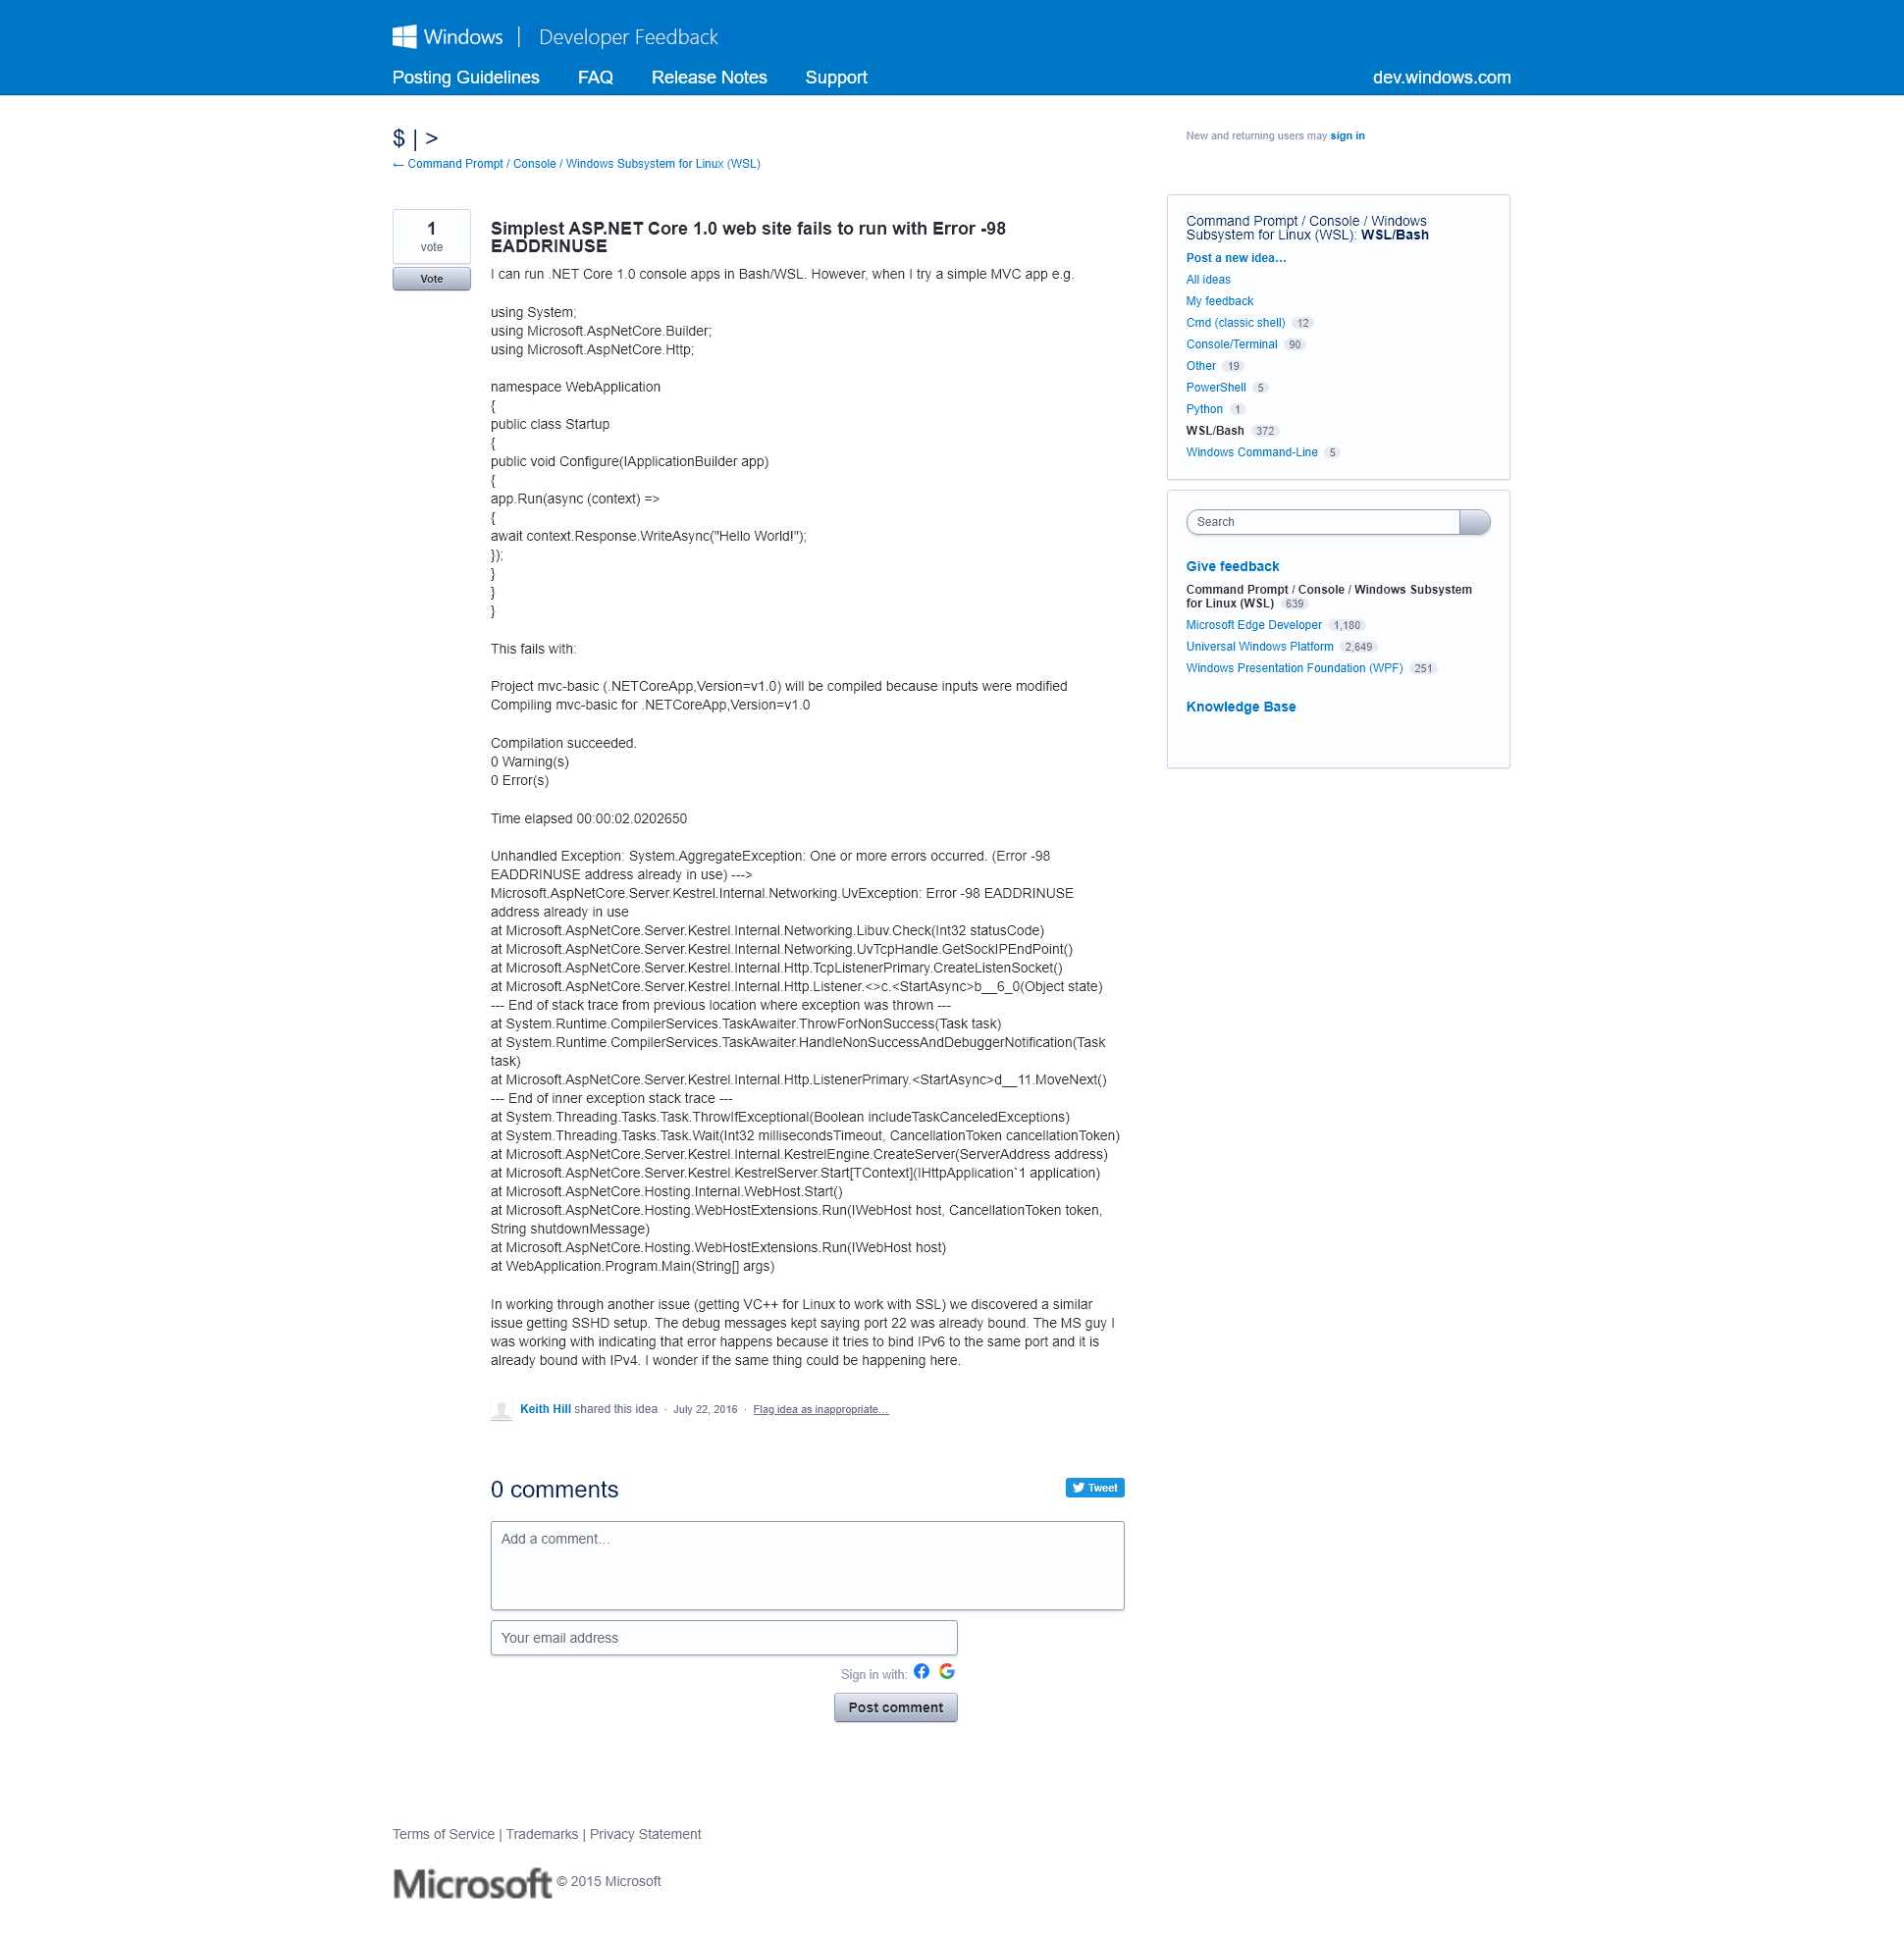 Windows | Developer Feedback
Posting Guidelines FAQ Release Notes Support dev.windows.com
$ | >
New and returning users may sign in
← Command Prompt / Console / Windows Subsystem for Linux (WSL)
1
vote
Vote
Simplest ASP.NET Core 1.0 web site fails to run with Error -98
EADDRINUSE
I can run .NET Core 1.0 console apps in Bash/WSL. However, when I try a simple MVC app e.g.
using System;
using Microsoft.AspNetCore.Builder;
using Microsoft.AspNetCore.Http;
namespace WebApplication
{
public class Startup
{
public void Configure(IApplicationBuilder app)
{
app.Run(async (context) =>
{
await context.Response.WriteAsync("Hello World!");
});
}
}
}
This fails with:
Project mvc-basic (.NETCoreApp,Version=v1.0) will be compiled because inputs were modified
Compiling mvc-basic for .NETCoreApp,Version=v1.0
Compilation succeeded.
0 Warning(s)
0 Error(s)
Time elapsed 00:00:02.0202650
Unhandled Exception: System.AggregateException: One or more errors occurred. (Error -98
EADDRINUSE address already in use) --->
Microsoft.AspNetCore.Server.Kestrel.Internal.Networking.UvException: Error -98 EADDRINUSE
address already in use
at Microsoft.AspNetCore.Server.Kestrel.Internal.Networking.Libuv.Check(Int32 statusCode)
at Microsoft.AspNetCore.Server.Kestrel.Internal.Networking.UvTcpHandle.GetSockIPEndPoint()
at Microsoft.AspNetCore.Server.Kestrel.Internal.Http.TcpListenerPrimary.CreateListenSocket()
at Microsoft.AspNetCore.Server.Kestrel.Internal.Http.Listener.<>c.<StartAsync>b__6_0(Object state)
--- End of stack trace from previous location where exception was thrown ---
at System.Runtime.CompilerServices.TaskAwaiter.ThrowForNonSuccess(Task task)
at System.Runtime.CompilerServices.TaskAwaiter.HandleNonSuccessAndDebuggerNotification(Task
task)
at Microsoft.AspNetCore.Server.Kestrel.Internal.Http.ListenerPrimary.<StartAsync>d__11.MoveNext()
--- End of inner exception stack trace ---
at System.Threading.Tasks.Task.ThrowIfExceptional(Boolean includeTaskCanceledExceptions)
at System.Threading.Tasks.Task.Wait(Int32 millisecondsTimeout, CancellationToken cancellationToken)
at Microsoft.AspNetCore.Server.Kestrel.Internal.KestrelEngine.CreateServer(ServerAddress address)
at Microsoft.AspNetCore.Server.Kestrel.KestrelServer.Start[TContext](IHttpApplication`1 application)
at Microsoft.AspNetCore.Hosting.Internal.WebHost.Start()
at Microsoft.AspNetCore.Hosting.WebHostExtensions.Run(IWebHost host, CancellationToken token,
String shutdownMessage)
at Microsoft.AspNetCore.Hosting.WebHostExtensions.Run(IWebHost host)
at WebApplication.Program.Main(String[] args)
In working through another issue (getting VC++ for Linux to work with SSL) we discovered a similar
issue getting SSHD setup. The debug messages kept saying port 22 was already bound. The MS guy I
was working with indicating that error happens because it tries to bind IPv6 to the same port and it is
already bound with IPv4. I wonder if the same thing could be happening here.
Keith Hill shared this idea · July 22, 2016 · Flag idea as inappropriate…
0 comments
Tweet
Add a comment…
Your email address
Sign in with:
Post comment
Command Prompt / Console / Windows
Subsystem for Linux (WSL): WSL/Bash
Post a new idea…
All ideas
My feedback
Cmd (classic shell) 12
Console/Terminal 90
Other 19
PowerShell 5
Python 1
WSL/Bash 372
Windows Command-Line 5
Search
Give feedback
Command Prompt / Console / Windows Subsystem
for Linux (WSL) 639
Microsoft Edge Developer 1,180
Universal Windows Platform 2,649
Windows Presentation Foundation (WPF) 251
Knowledge Base
Terms of Service | Trademarks | Privacy Statement
Microsoft © 2015 Microsoft